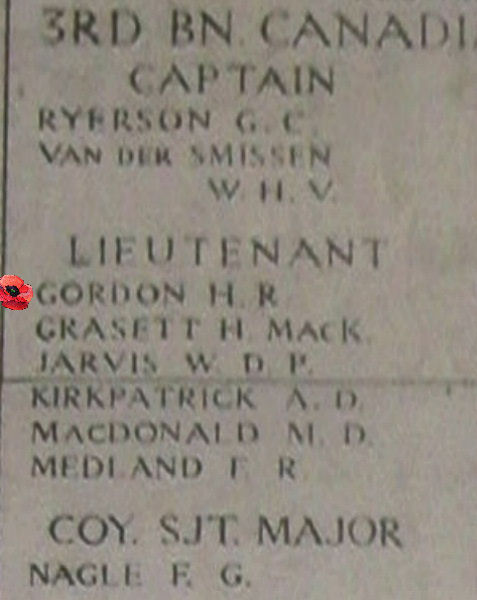 3RD BN. CANADI
CAPTAIN
RYERSON G. C.
VAN DER SMISSEN
W. H. V.
LIEUTENANT
GORDON H. R.
GRASETT H. MACK.
JARVIS W. D. P.
KIRKPATRICK A. D.
MACDONALD M. D.
MEDLAND F. R.
COY. SJT. MAJOR
NAGLE F. G.